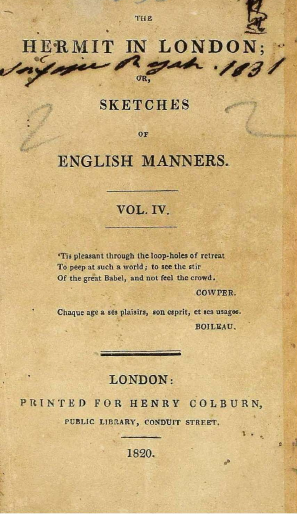 THE
HERMIT IN LONDON;
1831
OR,
SKETCHES
OF
ENGLISH MANNERS.
VOL. IV.
'Tis pleasant through the loop-holes of retreat
To peep at such a world; to see the stir
Of the great Babel, and not feel the crowd.
COWPER.
Chaque age a ses plaisirs, son esprit, et ses usages.
BOILEAU.
LONDON:
PRINTED FOR HENRY COLBURN,
PUBLIC LIBRARY, CONDUIT STREET.
1820.